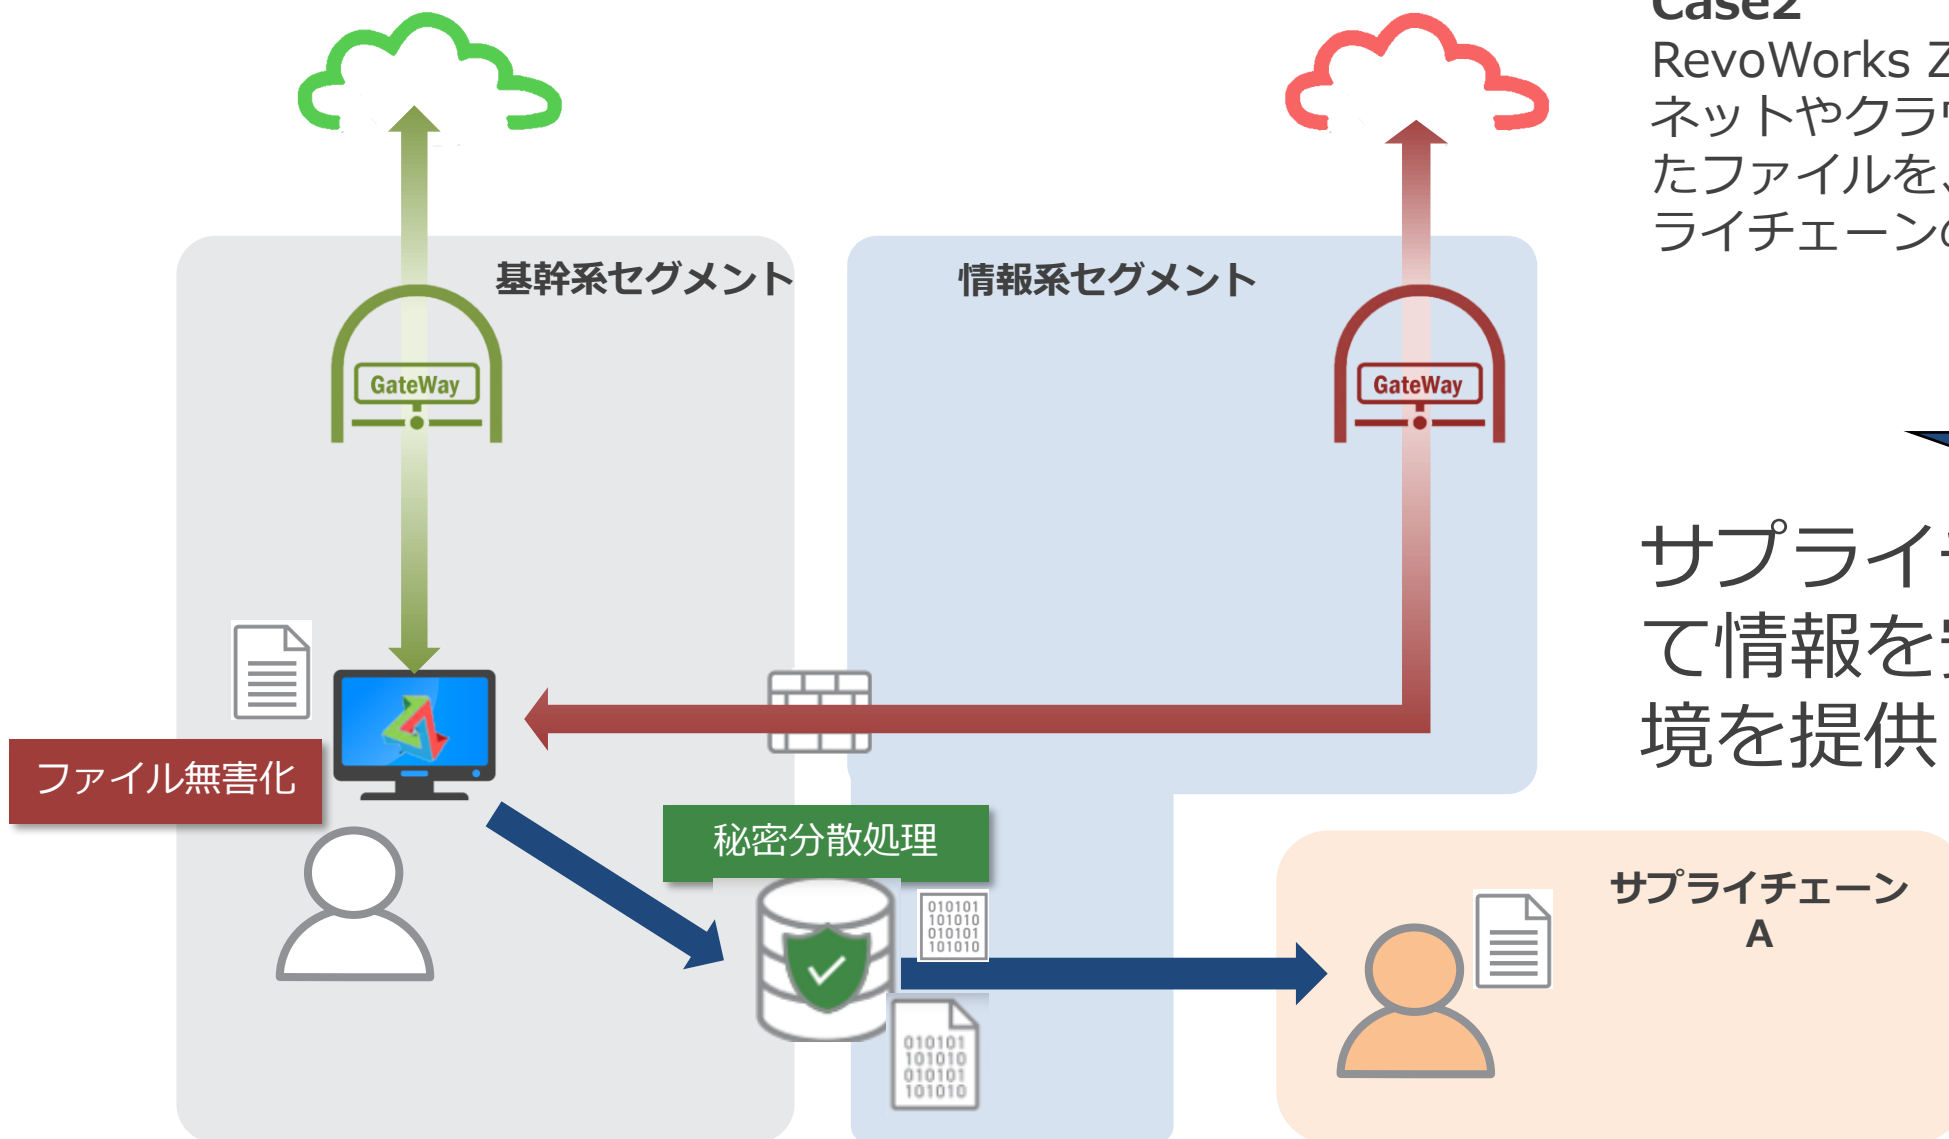 Case2
RevoWorks Z
ネットやクラウ
たファイルを、
ライチェーンの
基幹系セグメント
情報系セグメント
GateWay
GateWay
サプライチ
て情報を安
境を提供
ファイル無害化
秘密分散処理
010101
101010
010101
101010
サプライチェーン
A
010101
101010
010101
101010